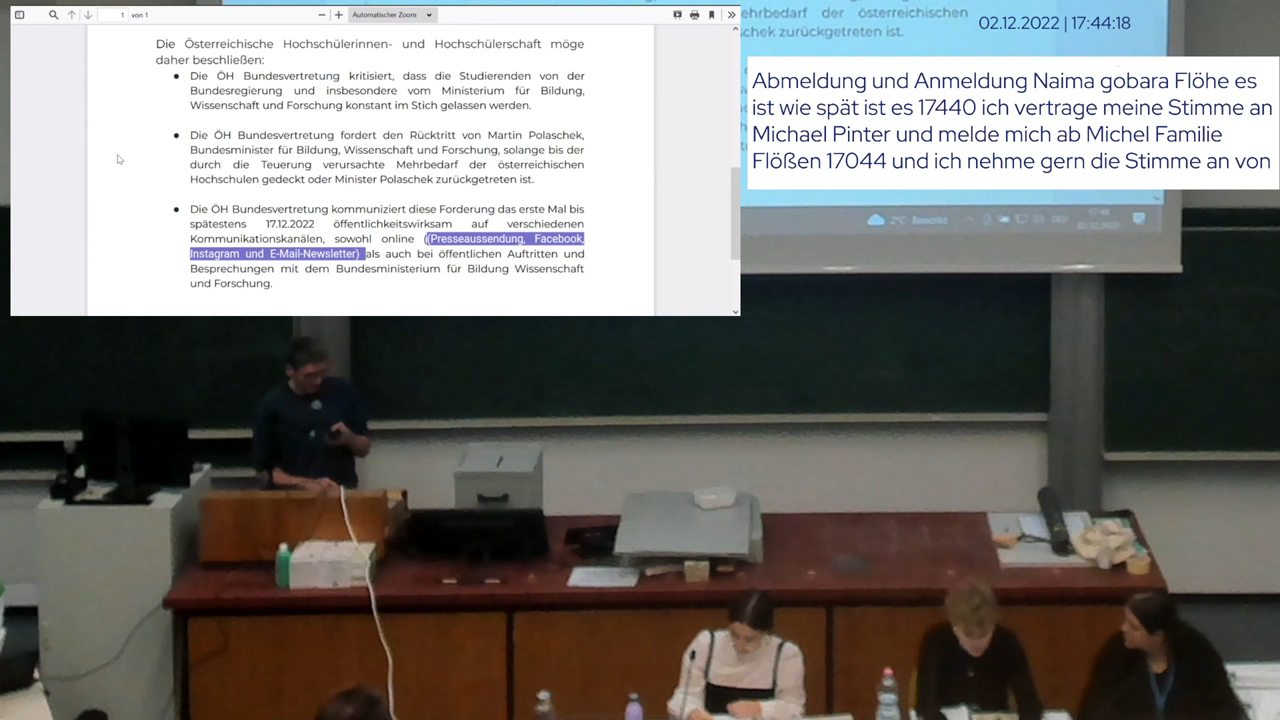 1 von 1
Automatischer Zoom
Die Österreichische Hochschülerinnen- und Hochschülerschaft möge
daher beschließen:
● Die ÖH Bundesvertretung kritisiert, dass die Studierenden von der
Bundesregierung und insbesondere vom Ministerium für Bildung,
Wissenschaft und Forschung konstant im Stich gelassen werden.
● Die ÖH Bundesvertretung fordert den Rücktritt von Martin Polaschek,
Bundesminister für Bildung, Wissenschaft und Forschung, solange bis der
durch die Teuerung verursachte Mehrbedarf der österreichischen
Hochschulen gedeckt oder Minister Polaschek zurückgetreten ist.
● Die ÖH Bundesvertretung kommuniziert diese Forderung das erste Mal bis
spätestens 17.12.2022 öffentlichkeitswirksam auf verschiedenen
Kommunikationskanälen, sowohl online ((Presseaussendung, Facebook,
Instagram und E-Mail-Newsletter) als auch bei öffentlichen Auftritten und
Besprechungen mit dem Bundesministerium für Bildung Wissenschaft
und Forschung.
ehrbedarf der österreichischen
schek zurückgetreten ist.
02.12.2022 | 17:44:18
Abmeldung und Anmeldung Naima gobara Flöhe es
ist wie spät ist es 17440 ich vertrage meine Stimme an
Michael Pinter und melde mich ab Michel Familie
Flößen 17044 und ich nehme gern die Stimme an von
2°C Bewölkt